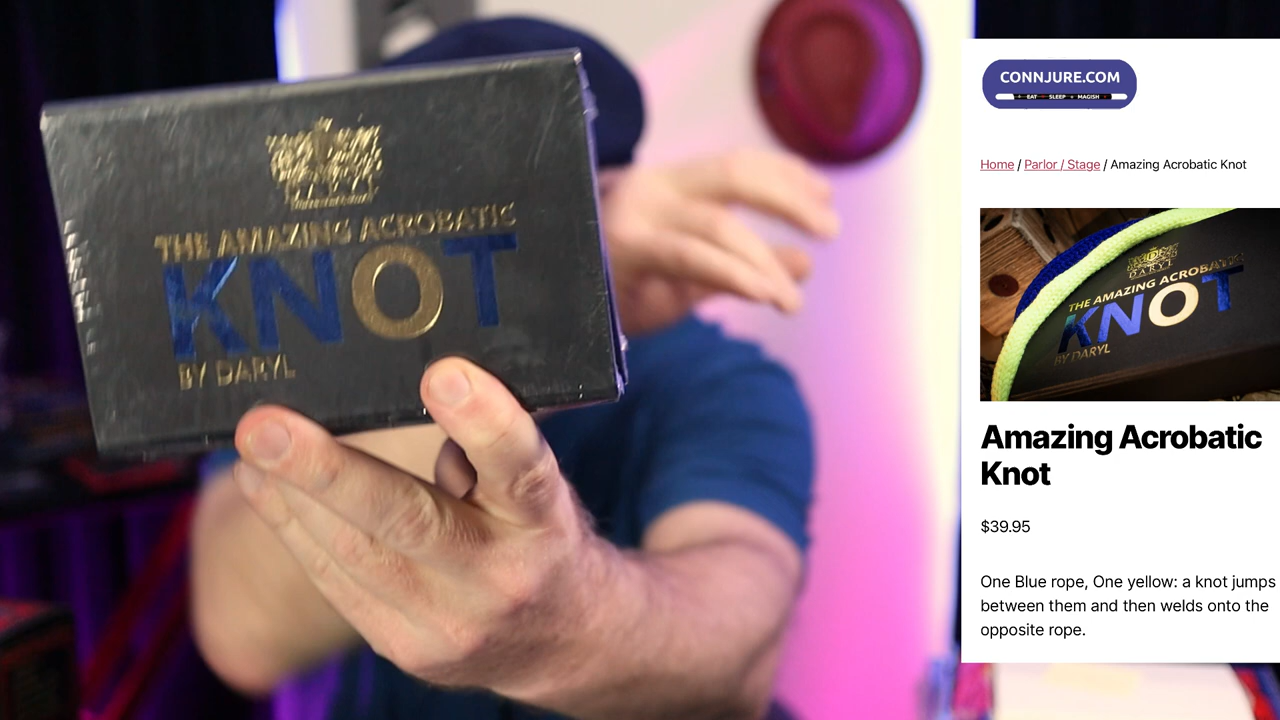 DARYL
THE AMAZING ACROBATIC
KNOT
BY DARYL
CONNJURE.COM
EAT SLEEP MAGISH
Home / Parlor / Stage / Amazing Acrobatic Knot
DARYL
THE AMAZING ACROBATIC
KNOT
BY DARYL
Amazing Acrobatic
Knot
$39.95
One Blue rope, One yellow: a knot jumps
between them and then welds onto the
opposite rope.